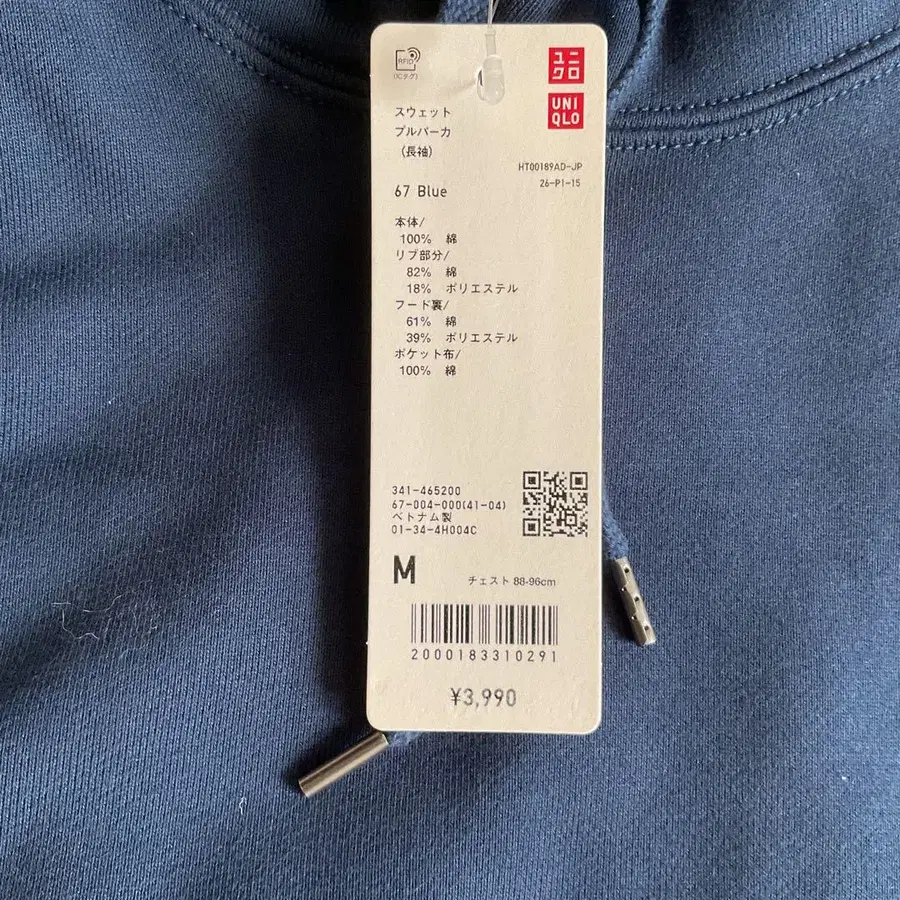 RFID
(ICタグ)
ユニ
クロ
UNI
QLO
スウェット
プルパーカ
(長袖)
HT00189AD-JP
26-P1-15
67 Blue
本体/
100% 綿
リブ部分/
82% 綿
18% ポリエステル
フード裏/
61% 綿
39% ポリエステル
ポケット布/
100% 綿
341-465200
67-004-000(41-04)
ベトナム製
01-34-4H004C
M チェスト 88-96cm
2000183310291
¥3,990